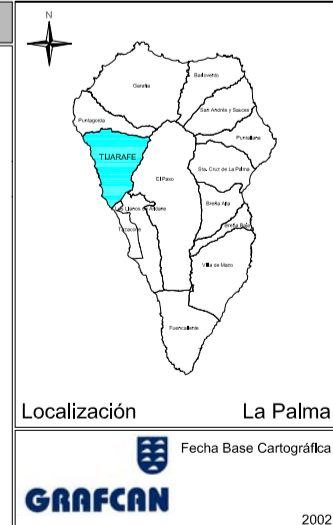 N
Barlovento
Garafía
San Andrés y Sauces
Puntagorda
Puntallana
TIJARAFE
Sta. Cruz de La Palma
El Paso
Los Llanos de Aridane
Breña Alta
Tazacorte
Breña Baja
Villa de Mazo
Fuencaliente
Localización La Palma
Fecha Base Cartográfica
GRAFCAN
2002